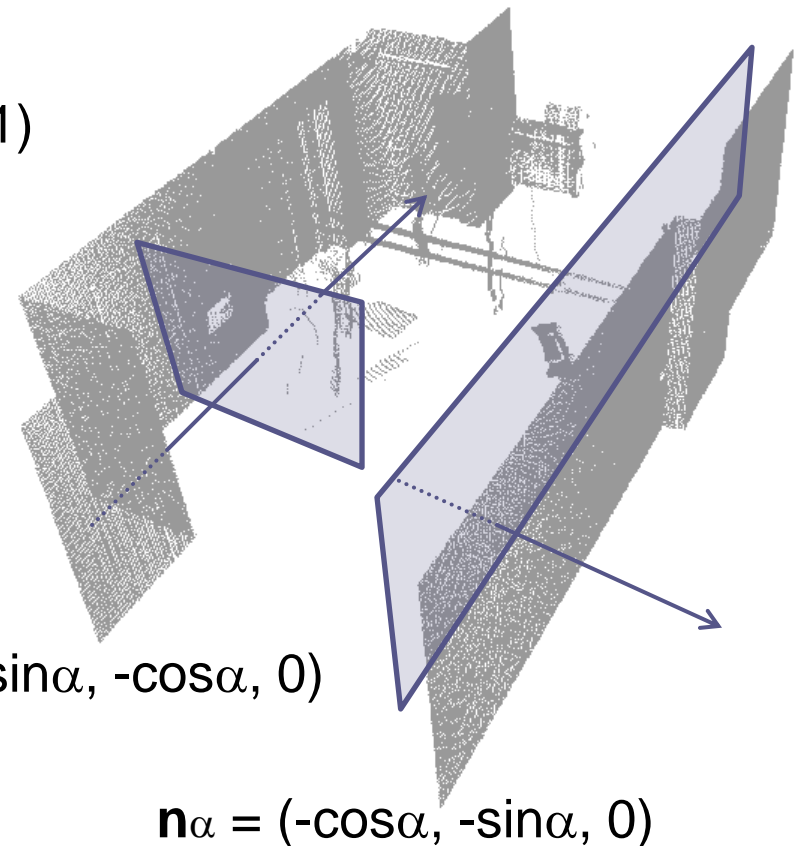 1)
sinα, -cosα, 0)
nα = (-cosα, -sinα, 0)